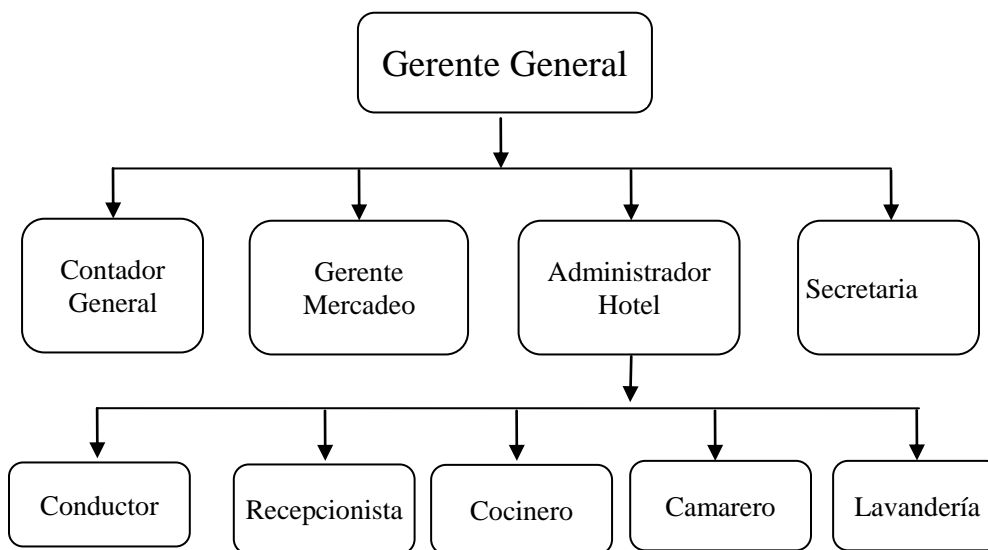 Gerente General
Contador
General
Gerente
Mercadeo
Administrador
Hotel
Secretaria
Conductor
Recepcionista
Cocinero
Camarero
Lavandería